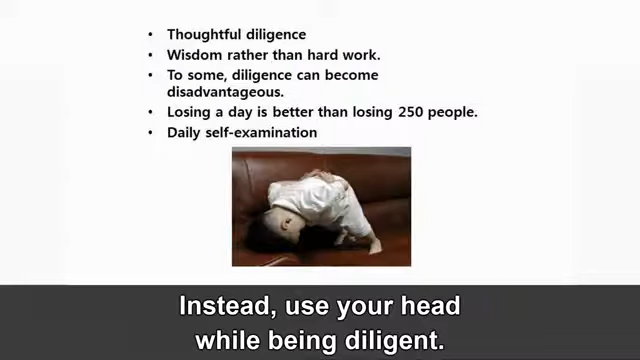 • Thoughtful diligence
• Wisdom rather than hard work.
• To some, diligence can become
disadvantageous.
• Losing a day is better than losing 250 people.
• Daily self-examination
Instead, use your head
while being diligent.